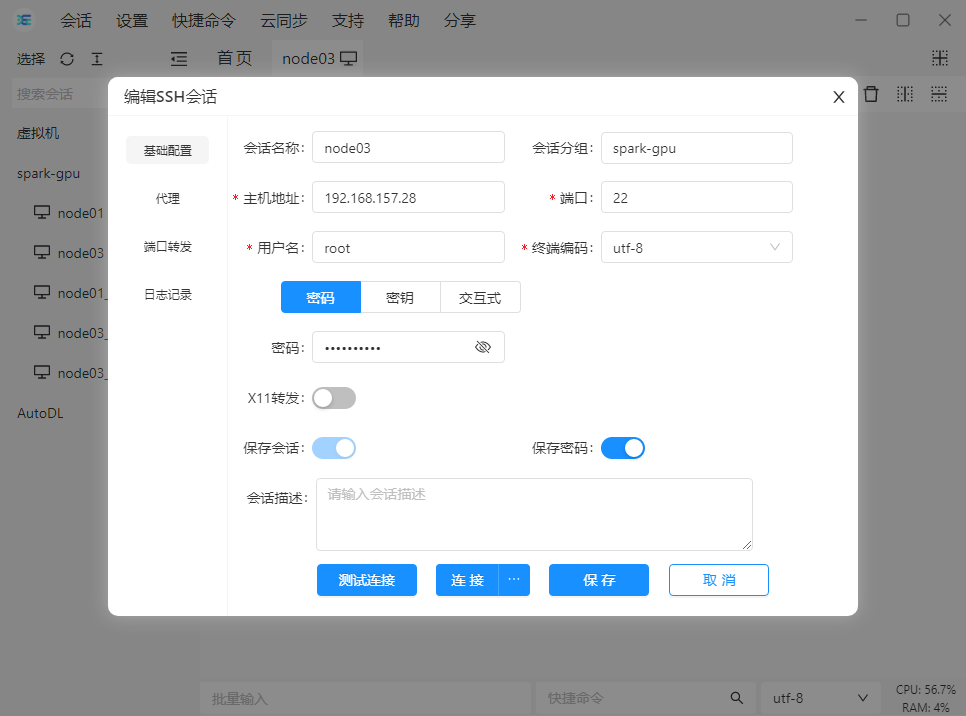 会话 设置 快捷命令 云同步 支持 帮助 分享
选择 首页 node03
搜索会话
虚拟机
spark-gpu
node01
node03
node01_
node03_
node03_
AutoDL
编辑SSH会话 X
基础配置
代理
端口转发
日志记录
会话名称: node03 会话分组: spark-gpu
* 主机地址: 192.168.157.28 * 端口: 22
* 用户名: root * 终端编码: utf-8
密码 密钥 交互式
密码: ••••••••••
X11转发:
保存会话: 保存密码:
会话描述: 请输入会话描述
测试连接 连 接 ··· 保 存 取 消
批量输入 快捷命令 utf-8 CPU: 56.7%
RAM: 4%